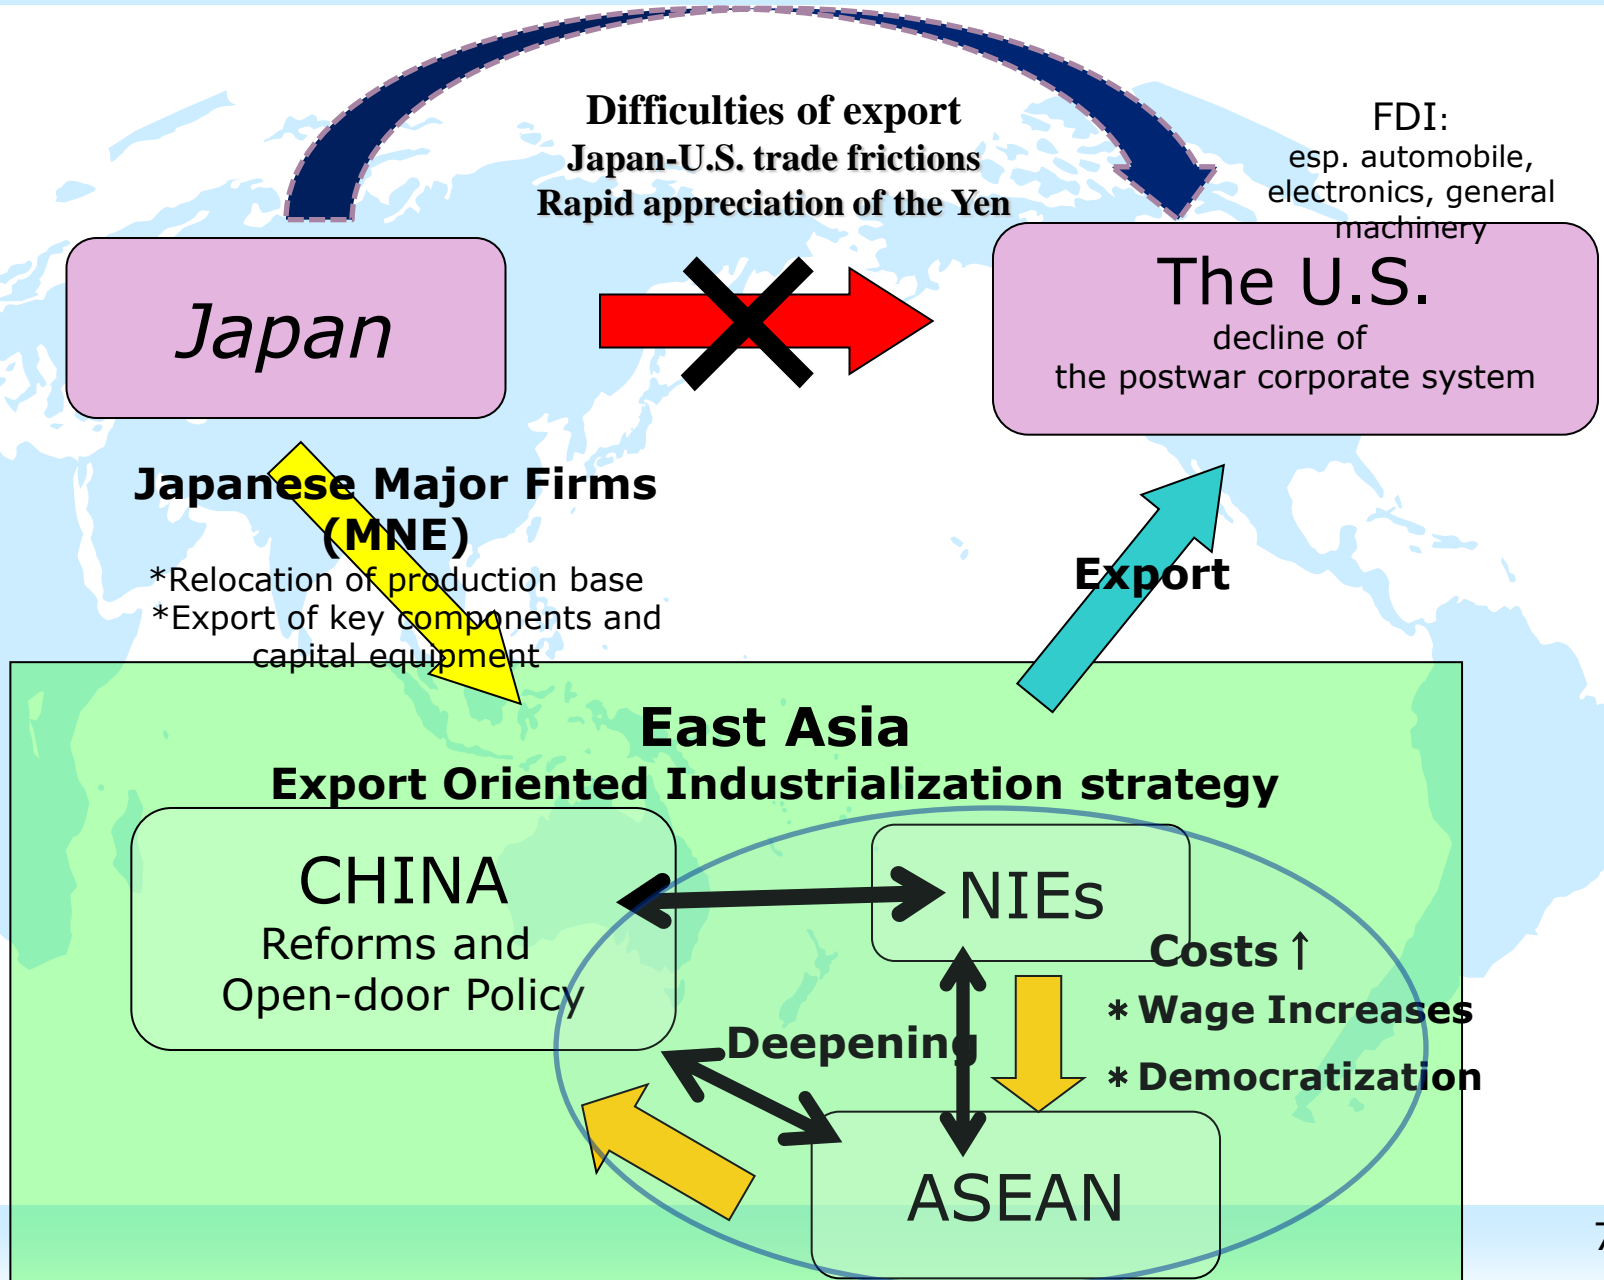 Difficulties of export
Japan-U.S. trade frictions
Rapid appreciation of the Yen
FDI:
esp. automobile,
electronics, general
machinery
Japan
The U.S.
decline of
the postwar corporate system
Japanese Major Firms
(MNE)
*Relocation of production base
*Export of key components and
capital equipment
Export
East Asia
Export Oriented Industrialization strategy
CHINA
Reforms and
Open-door Policy
NIEs
Costs↑
＊Wage Increases
Deepening
＊Democratization
ASEAN
7